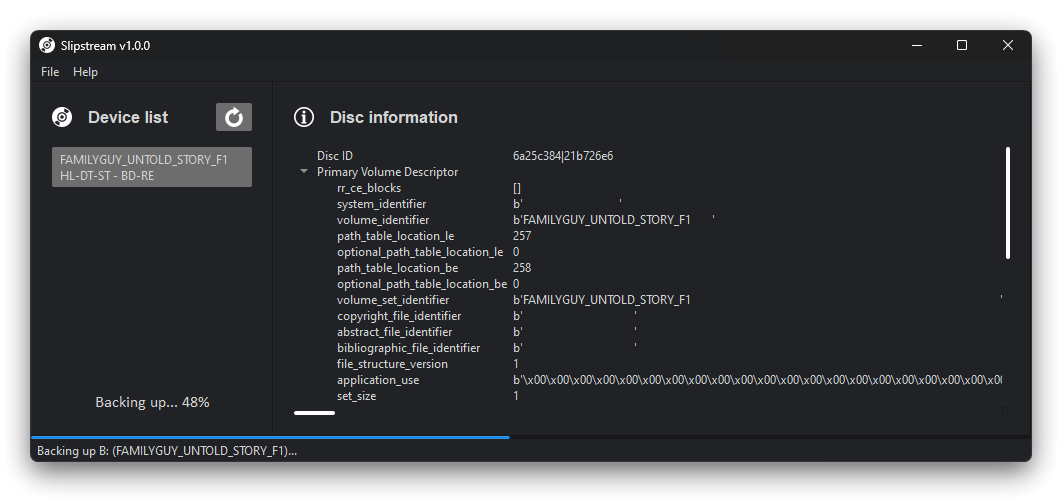 Slipstream v1.0.0
File Help
Device list
FAMILYGUY_UNTOLD_STORY_F1
HL-DT-ST - BD-RE
Backing up... 48%
Disc information
Disc ID 6a25c384|21b726e6
Primary Volume Descriptor
rr_ce_blocks []
system_identifier b' '
volume_identifier b'FAMILYGUY_UNTOLD_STORY_F1 '
path_table_location_le 257
optional_path_table_location_le 0
path_table_location_be 258
optional_path_table_location_be 0
volume_set_identifier b'FAMILYGUY_UNTOLD_STORY_F1 '
copyright_file_identifier b' '
abstract_file_identifier b' '
bibliographic_file_identifier b' '
file_structure_version 1
application_use b'\x00\x00\x00\x00\x00\x00\x00\x00\x00\x00\x00\x00\x00\x00\x00\x00\x00\x00\x00\x00\x00
set_size 1
Backing up B: (FAMILYGUY_UNTOLD_STORY_F1)...